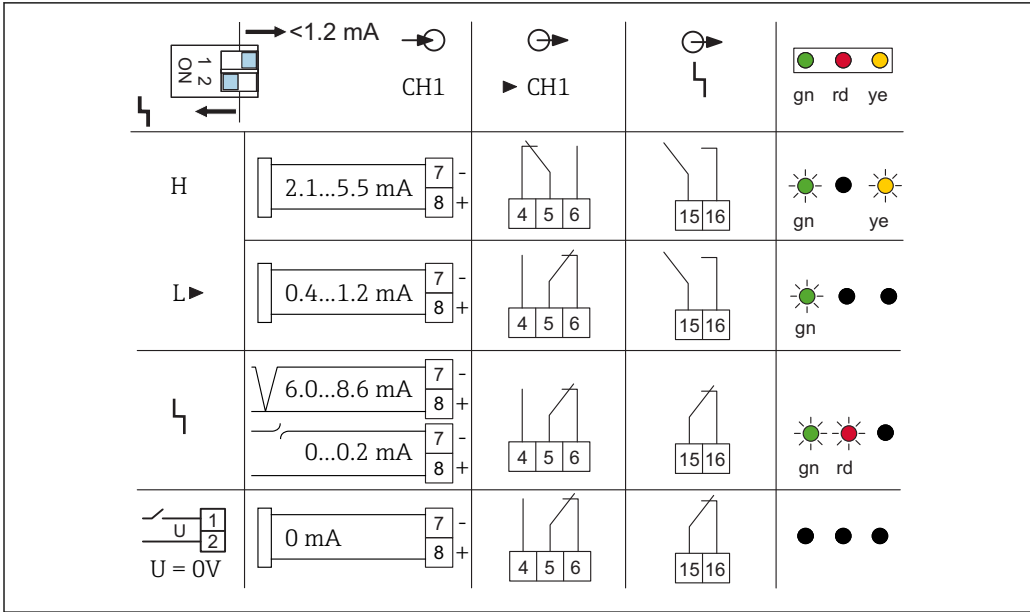 <1.2 mA
1 2
ON
CH1
► CH1
gn rd ye
H
2.1...5.5 mA
7 -
8 +
4 5 6
15 16
gn ye
L►
0.4...1.2 mA
7 -
8 +
4 5 6
15 16
gn
6.0...8.6 mA
7 -
8 +
0...0.2 mA
7 -
8 +
4 5 6
15 16
gn rd
U
1
2
U = 0V
0 mA
7 -
8 +
4 5 6
15 16